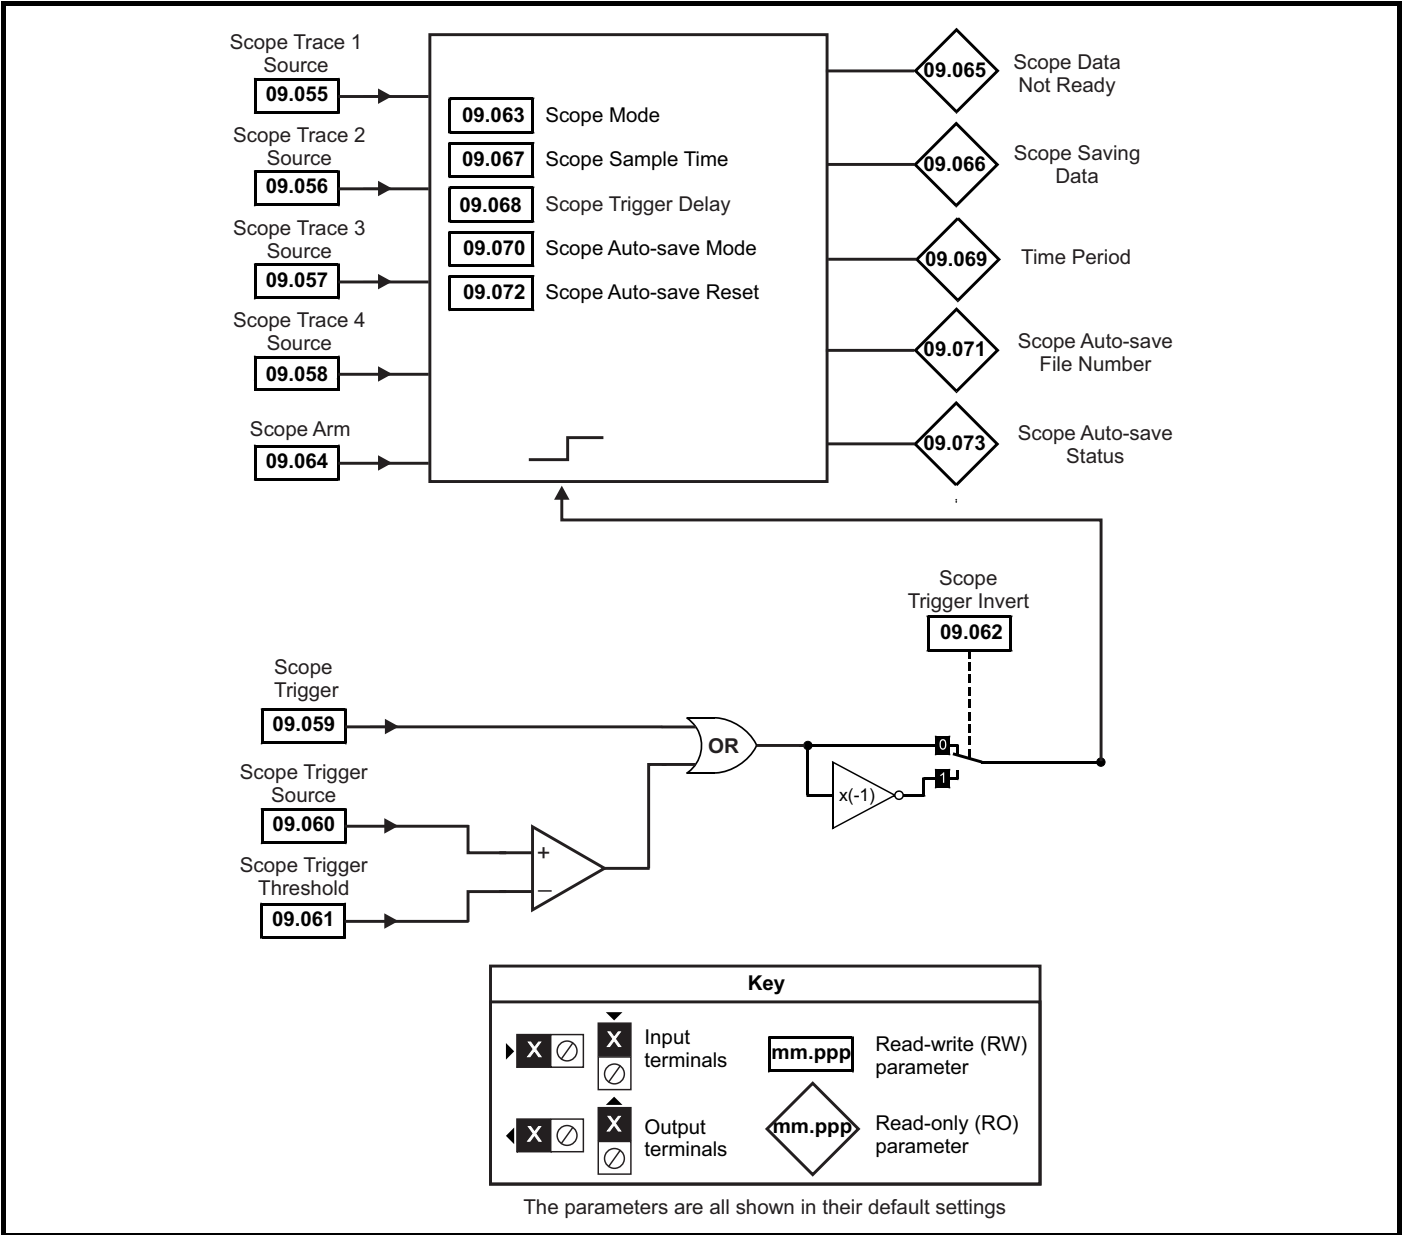 Scope Trace 1
Source
09.055
Scope Trace 2
Source
09.056
Scope Trace 3
Source
09.057
Scope Trace 4
Source
09.058
Scope Arm
09.064
09.063 Scope Mode
09.067 Scope Sample Time
09.068 Scope Trigger Delay
09.070 Scope Auto-save Mode
09.072 Scope Auto-save Reset
09.065 Scope Data
Not Ready
09.066 Scope Saving
Data
09.069 Time Period
09.071 Scope Auto-save
File Number
09.073 Scope Auto-save
Status
Scope
Trigger Invert
09.062
Scope
Trigger
09.059
Scope Trigger
Source
09.060
Scope Trigger
Threshold
09.061
+
–
OR
x(-1)
0
1
Key
X X Input
terminals
mm.ppp Read-write (RW)
parameter
X X Output
terminals
mm.ppp Read-only (RO)
parameter
The parameters are all shown in their default settings